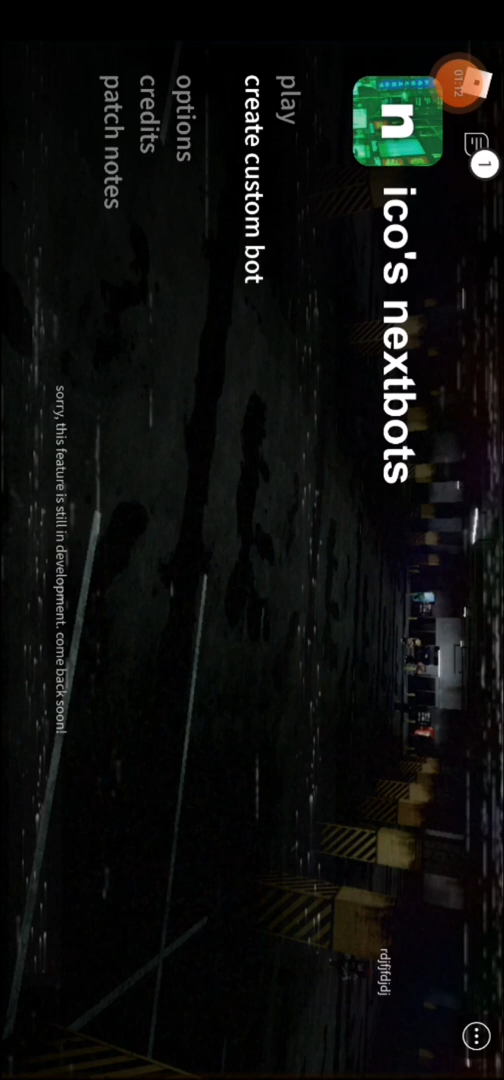 01:12
1
n
ico's nextbots
play
create custom bot
options
credits
patch notes
rdjfjfdjdj
sorry, this feature is still in development. come back soon!